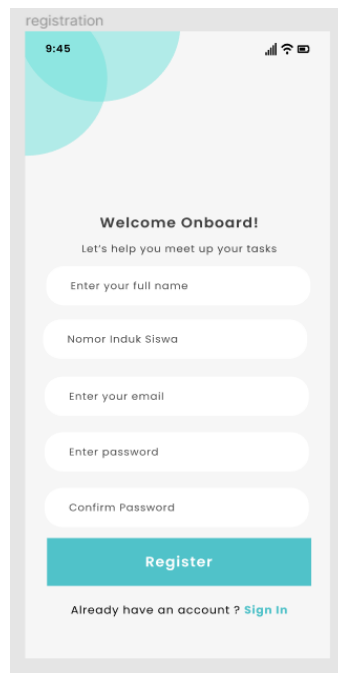 registration
9:45
Welcome Onboard!
Let's help you meet up your tasks
Enter your full name
Nomor Induk Siswa
Enter your email
Enter password
Confirm Password
Register
Already have an account ? Sign In